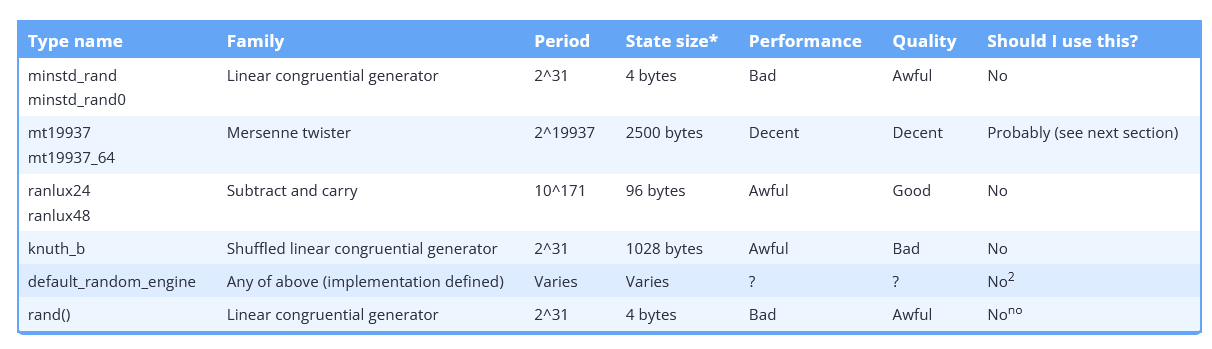 Type name Family Period State size* Performance Quality Should I use this?
minstd_rand Linear congruential generator 2^31 4 bytes Bad Awful No
minstd_rand0
mt19937 Mersenne twister 2^19937 2500 bytes Decent Decent Probably (see next section)
mt19937_64
ranlux24 Subtract and carry 10^171 96 bytes Awful Good No
ranlux48
knuth_b Shuffled linear congruential generator 2^31 1028 bytes Awful Bad No
default_random_engine Any of above (implementation defined) Varies Varies ? ? No²
rand() Linear congruential generator 2^31 4 bytes Bad Awful Noⁿᵒ